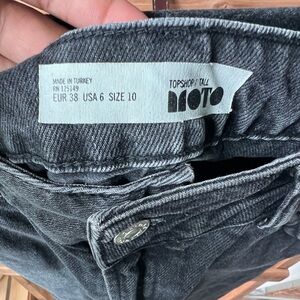 MADE IN TURKEY
RN 125149
EUR 38 USA 6 SIZE 10
TOPSHOP // TALL
MOTO